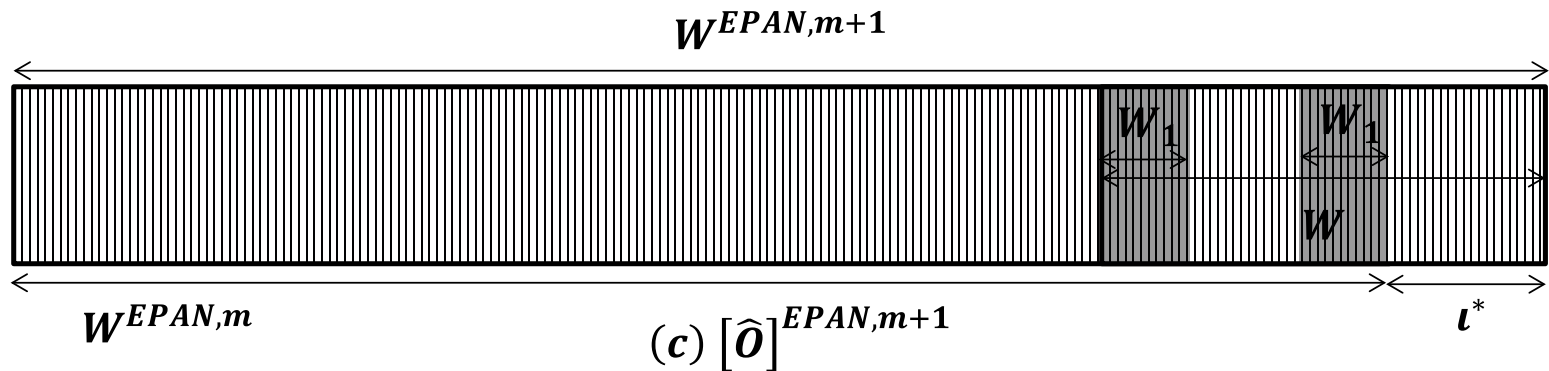 W^{EPAN,m+1}
W_1 W_1
W
W^{EPAN,m} ι^*
(c) [Ô]^{EPAN,m+1}